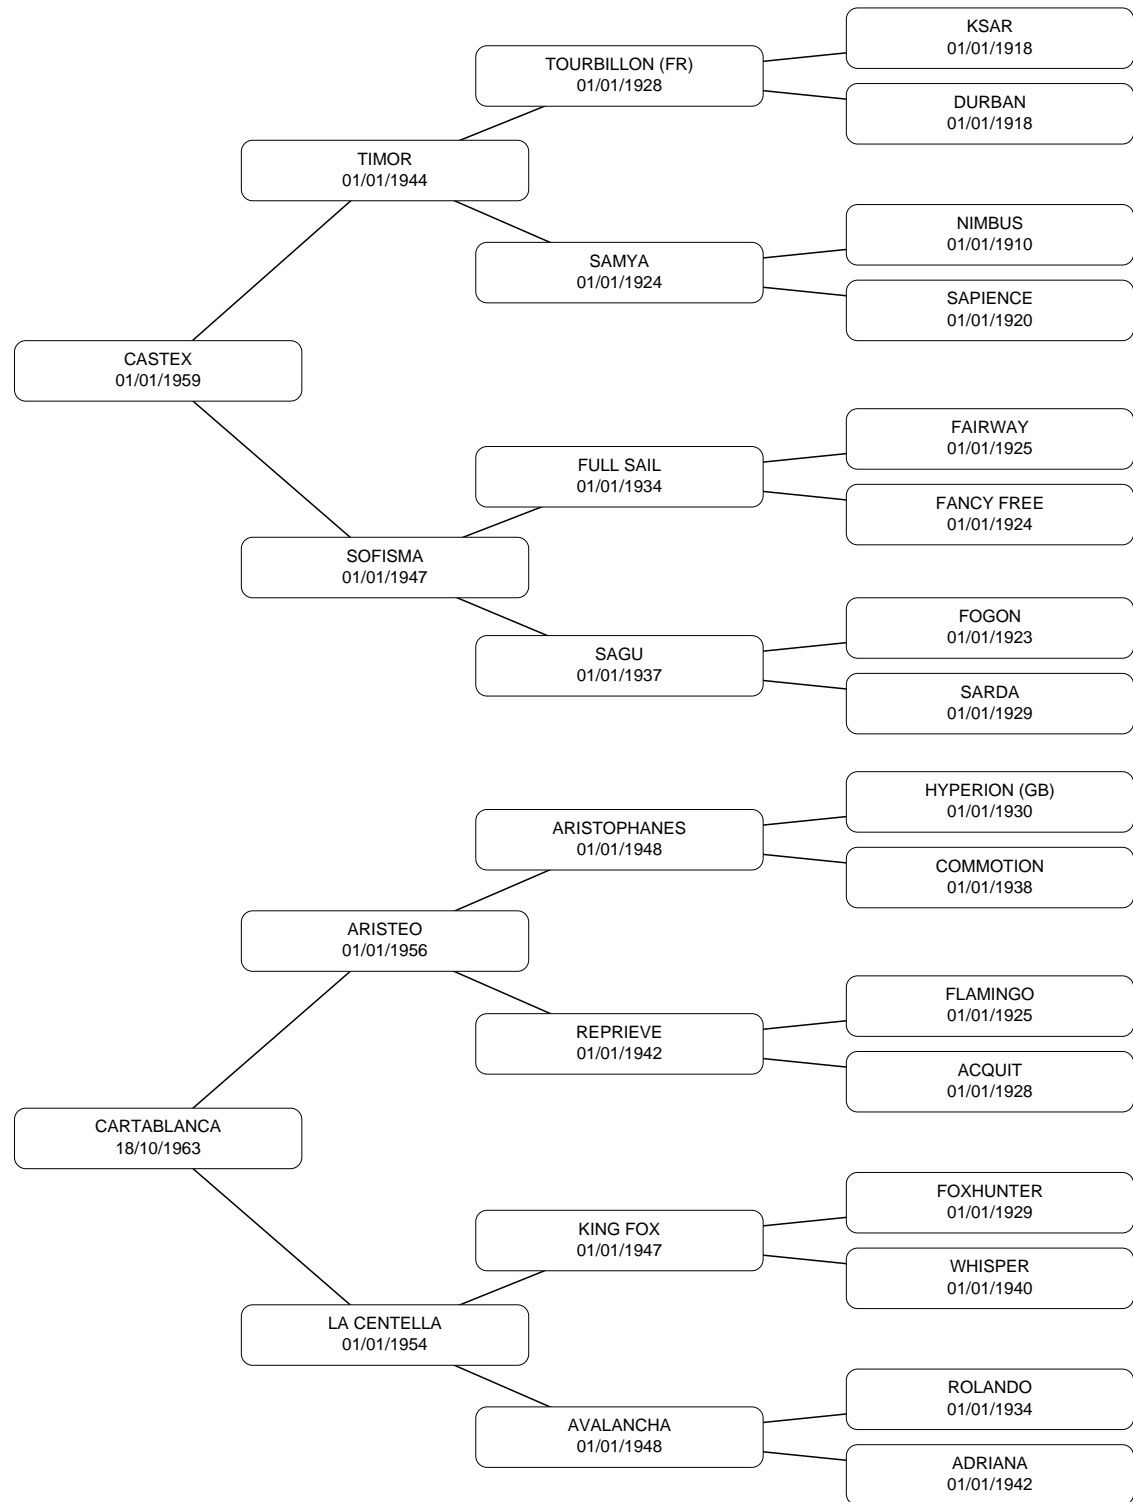 KSAR
01/01/1918
TOURBILLON (FR)
01/01/1928
DURBAN
01/01/1918
TIMOR
01/01/1944
NIMBUS
01/01/1910
SAMYA
01/01/1924
SAPIENCE
01/01/1920
CASTEX
01/01/1959
FAIRWAY
01/01/1925
FULL SAIL
01/01/1934
FANCY FREE
01/01/1924
SOFISMA
01/01/1947
FOGON
01/01/1923
SAGU
01/01/1937
SARDA
01/01/1929
HYPERION (GB)
01/01/1930
ARISTOPHANES
01/01/1948
COMMOTION
01/01/1938
ARISTEO
01/01/1956
FLAMINGO
01/01/1925
REPRIEVE
01/01/1942
ACQUIT
01/01/1928
CARTABLANCA
18/10/1963
FOXHUNTER
01/01/1929
KING FOX
01/01/1947
WHISPER
01/01/1940
LA CENTELLA
01/01/1954
ROLANDO
01/01/1934
AVALANCHA
01/01/1948
ADRIANA
01/01/1942